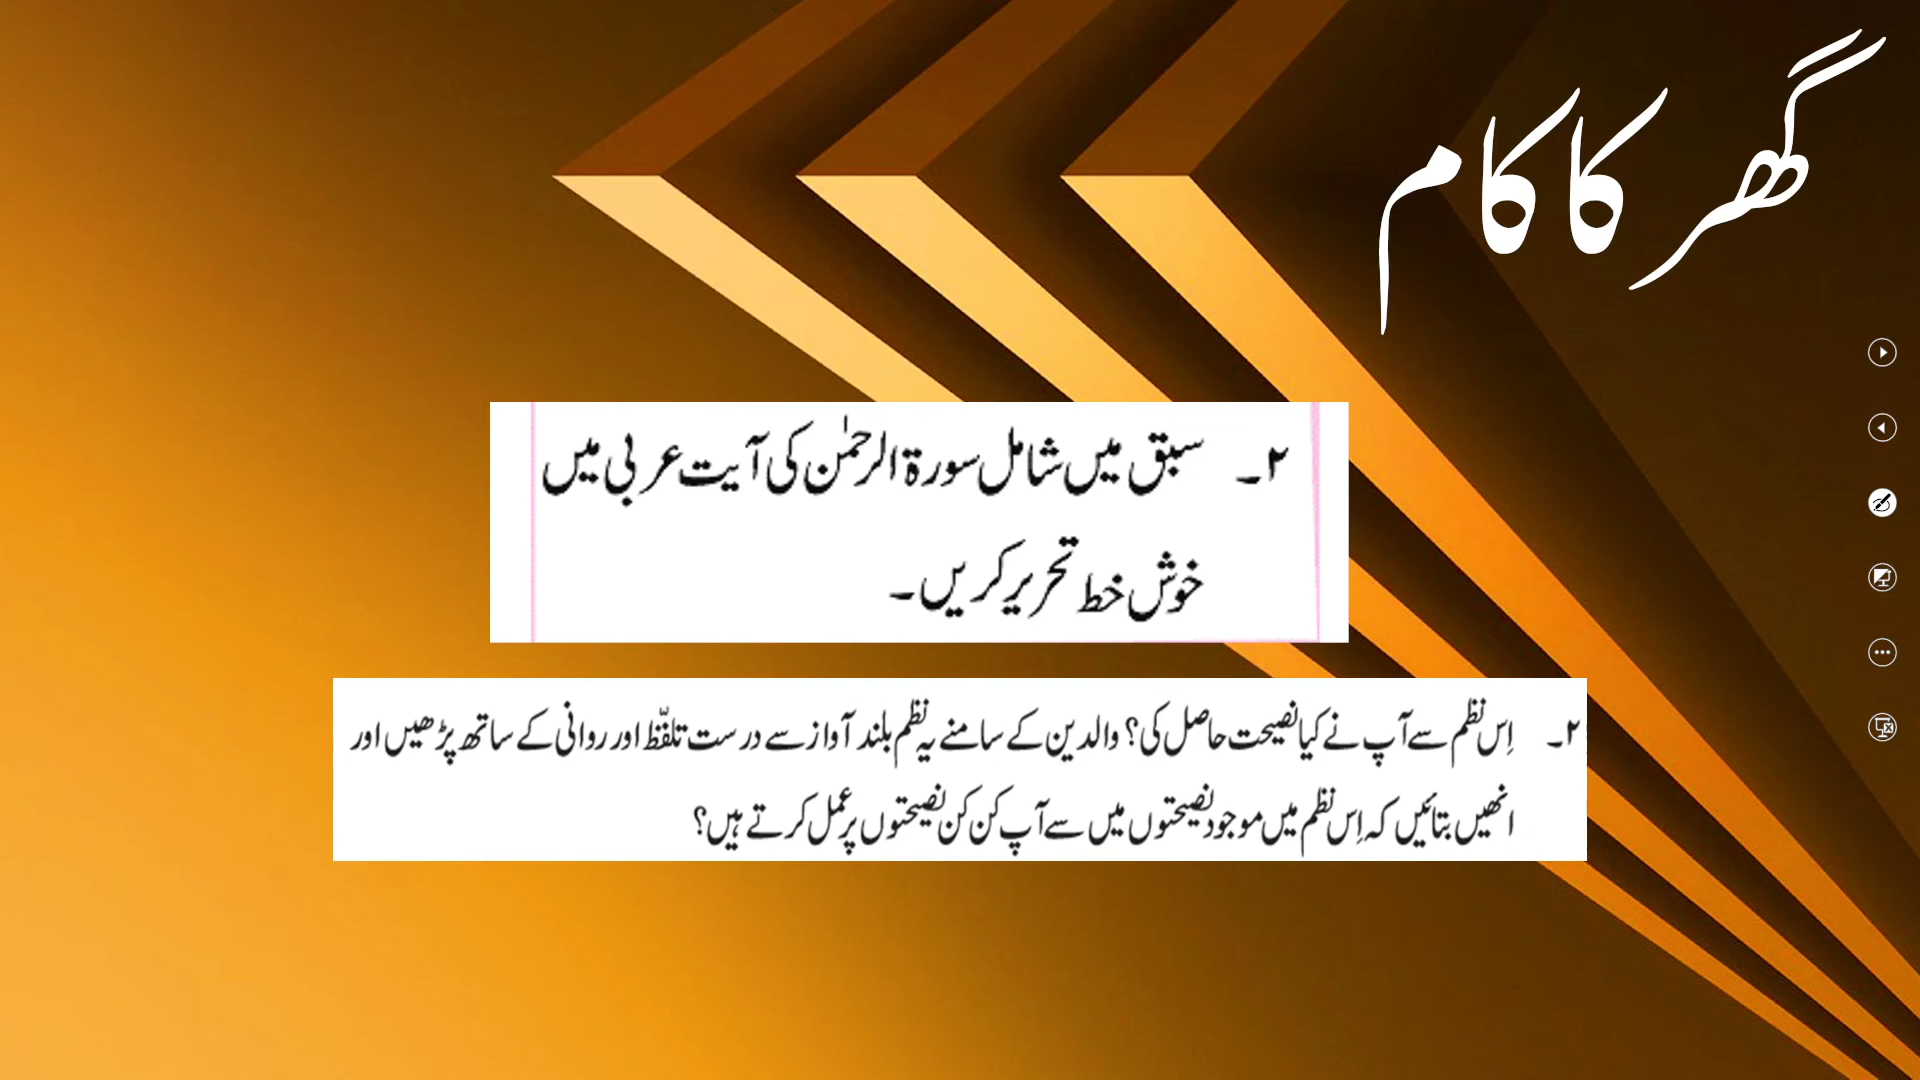 گھر کا کام
۲۔ سبق میں شامل سورۃ الرحمٰن کی آیت عربی میں
خوش خط تحریر کریں۔
۲۔ اِس نظم سے آپ نے کیا نصیحت حاصل کی؟ والدین کے سامنے یہ نظم بلند آواز سے درست تلفّظ اور روانی کے ساتھ پڑھیں اور
انھیں بتائیں کہ اِس نظم میں موجود نصیحتوں میں سے آپ کن کن نصیحتوں پر عمل کرتے ہیں؟